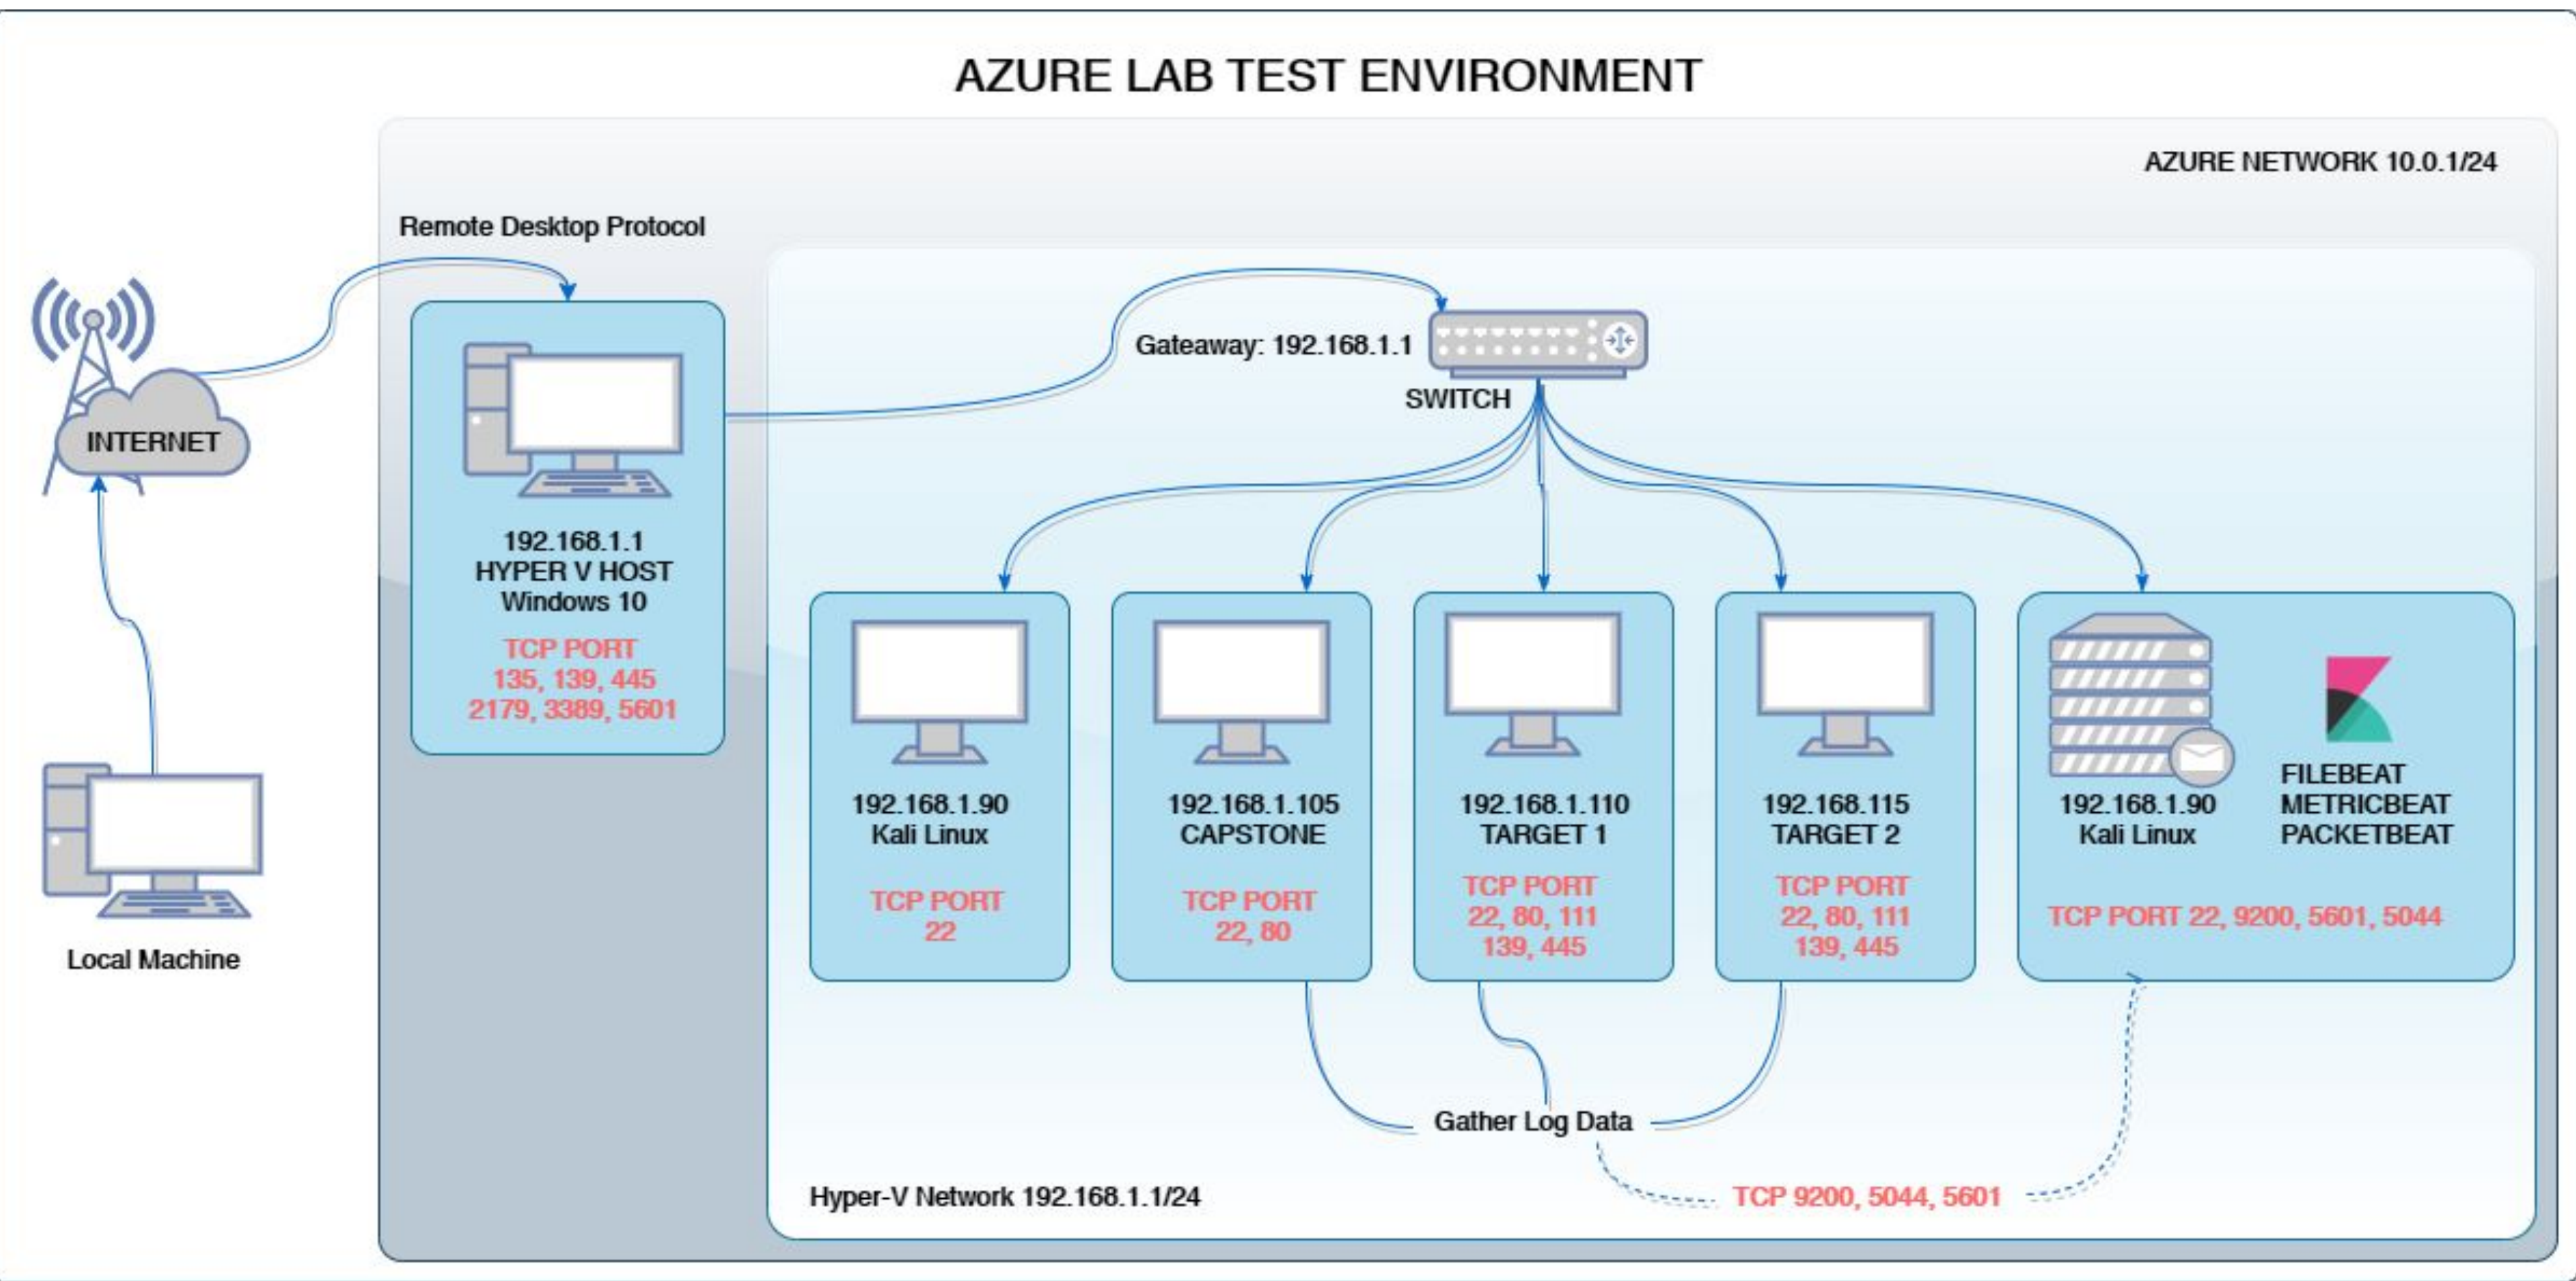 AZURE LAB TEST ENVIRONMENT
AZURE NETWORK 10.0.1/24
Remote Desktop Protocol
INTERNET
Local Machine
192.168.1.1
HYPER V HOST
Windows 10
TCP PORT
135, 139, 445
2179, 3389, 5601
Gateaway: 192.168.1.1
SWITCH
192.168.1.90
Kali Linux
TCP PORT
22
192.168.1.105
CAPSTONE
TCP PORT
22, 80
192.168.1.110
TARGET 1
TCP PORT
22, 80, 111
139, 445
192.168.115
TARGET 2
TCP PORT
22, 80, 111
139, 445
192.168.1.90
Kali Linux
FILEBEAT
METRICBEAT
PACKETBEAT
TCP PORT 22, 9200, 5601, 5044
Gather Log Data
TCP 9200, 5044, 5601
Hyper-V Network 192.168.1.1/24